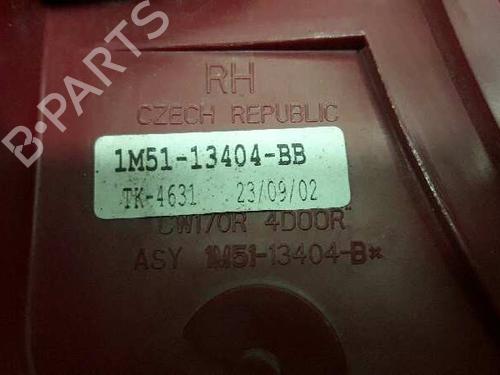 RH
CZECH REPUBLIC
1M51-13404-BB
TK-4631 23/09/02
CW170R 4DOOR
ASY 1M51-13404-B*
B-PARTS